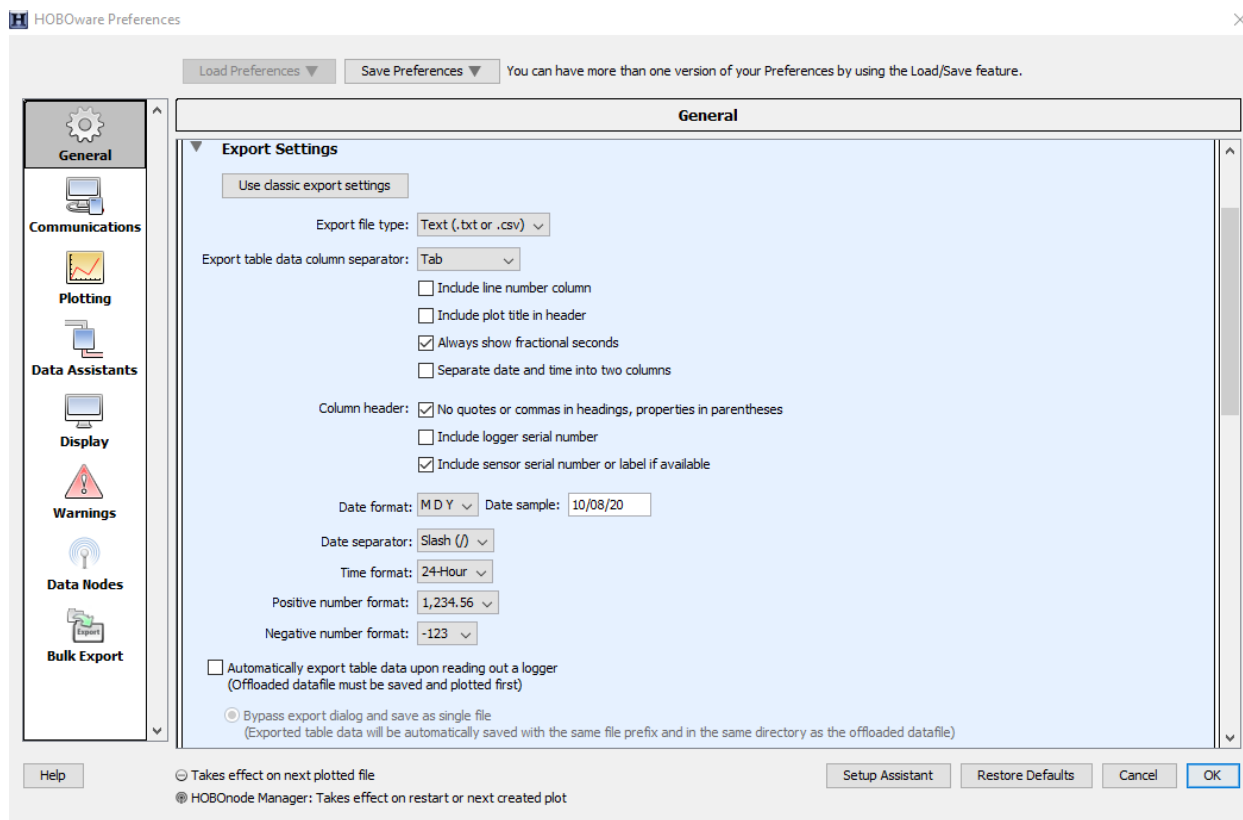 HOBOware Preferences
Load Preferences ▼ Save Preferences ▼ You can have more than one version of your Preferences by using the Load/Save feature.
General
Communications
Plotting
Data Assistants
Display
Warnings
Data Nodes
Export
Bulk Export
General
Export Settings
Use classic export settings
Export file type: Text (.txt or .csv)
Export table data column separator: Tab
Include line number column
Include plot title in header
Always show fractional seconds
Separate date and time into two columns
Column header: No quotes or commas in headings, properties in parentheses
Include logger serial number
Include sensor serial number or label if available
Date format: M D Y Date sample: 10/08/20
Date separator: Slash (/)
Time format: 24-Hour
Positive number format: 1,234.56
Negative number format: -123
Automatically export table data upon reading out a logger
(Offloaded datafile must be saved and plotted first)
Bypass export dialog and save as single file
(Exported table data will be automatically saved with the same file prefix and in the same directory as the offloaded datafile)
Help Takes effect on next plotted file Setup Assistant Restore Defaults Cancel OK
HOBOnode Manager: Takes effect on restart or next created plot